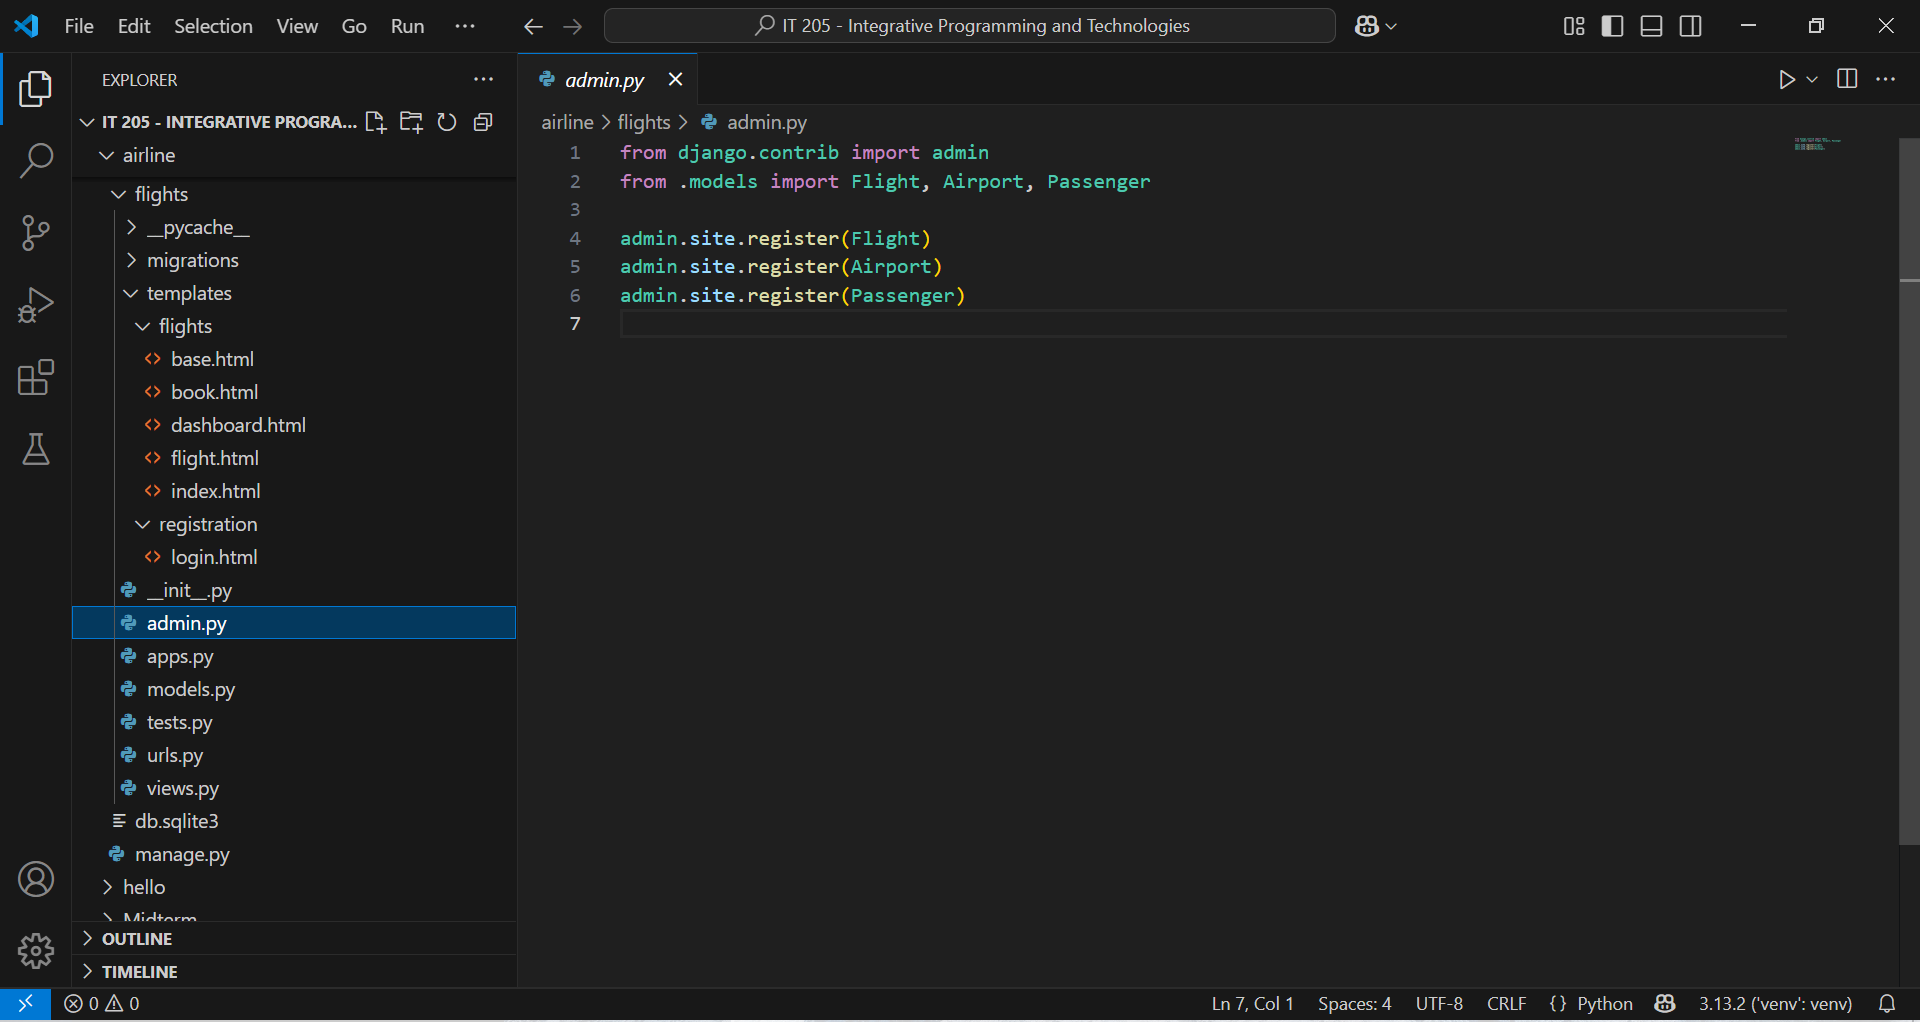 File Edit Selection View Go Run ··· IT 205 - Integrative Programming and Technologies
EXPLORER ···
IT 205 - INTEGRATIVE PROGRA...
airline
flights
__pycache__
migrations
templates
flights
base.html
book.html
dashboard.html
flight.html
index.html
registration
login.html
__init__.py
admin.py
apps.py
models.py
tests.py
urls.py
views.py
db.sqlite3
manage.py
hello
Midterm
OUTLINE
TIMELINE
admin.py
airline > flights > admin.py
1 from django.contrib import admin
2 from .models import Flight, Airport, Passenger
3
4 admin.site.register(Flight)
5 admin.site.register(Airport)
6 admin.site.register(Passenger)
7
0 0 Ln 7, Col 1 Spaces: 4 UTF-8 CRLF {} Python 3.13.2 ('venv': venv)